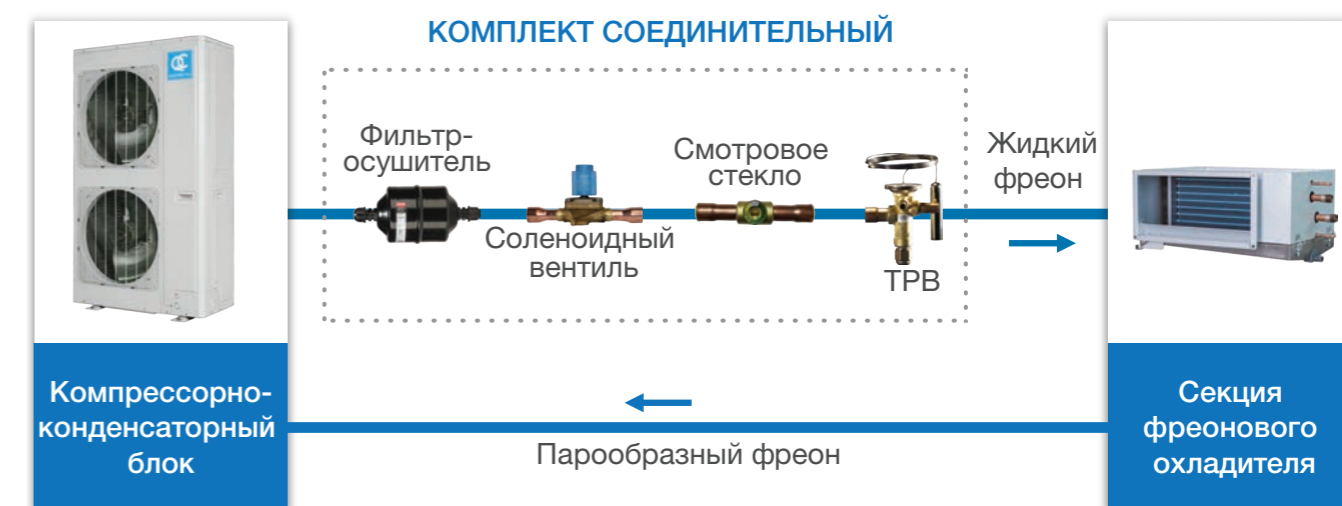 КОМПЛЕКТ СОЕДИНИТЕЛЬНЫЙ
Фильтр-
осушитель
Соленоидный
вентиль
Смотровое
стекло
ТРВ
Жидкий
фреон
Компрессорно-
конденсаторный
блок
Парообразный фреон
Секция
фреонового
охладителя